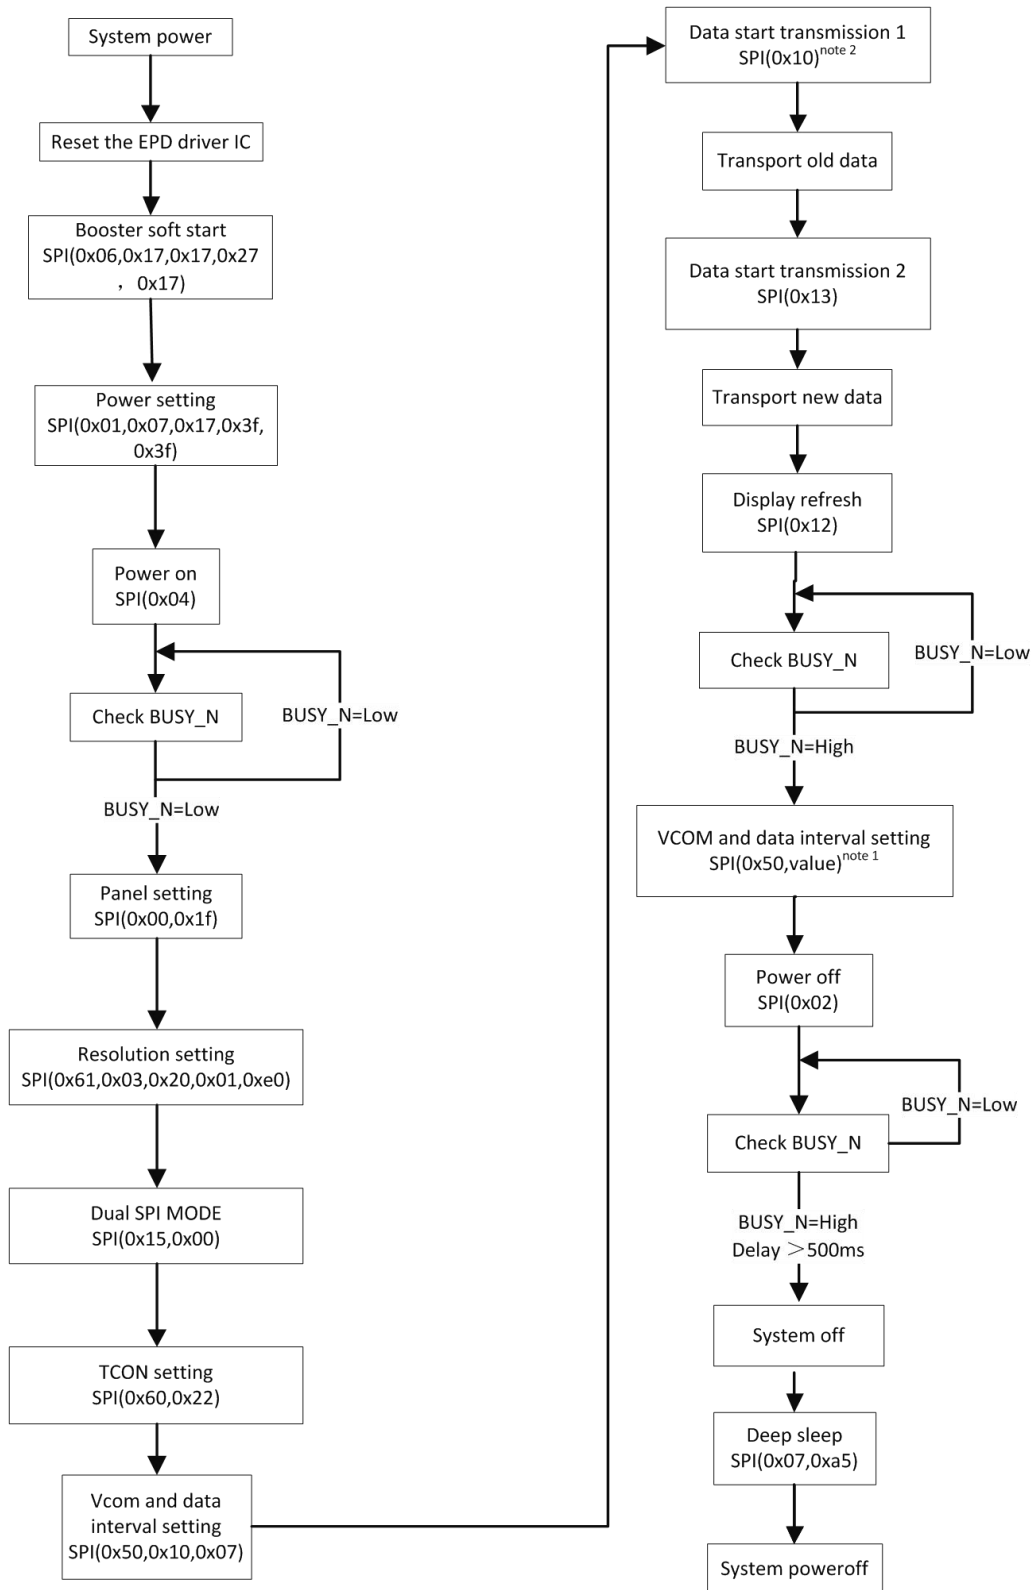 System power
Reset the EPD driver IC
Booster soft start
SPI(0x06,0x17,0x17,0x27
，0x17)
Power setting
SPI(0x01,0x07,0x17,0x3f,
0x3f)
Power on
SPI(0x04)
Check BUSY_N
BUSY_N=Low
BUSY_N=Low
Panel setting
SPI(0x00,0x1f)
Resolution setting
SPI(0x61,0x03,0x20,0x01,0xe0)
Dual SPI MODE
SPI(0x15,0x00)
TCON setting
SPI(0x60,0x22)
Vcom and data
interval setting
SPI(0x50,0x10,0x07)
Data start transmission 1
SPI(0x10)note 2
Transport old data
Data start transmission 2
SPI(0x13)
Transport new data
Display refresh
SPI(0x12)
Check BUSY_N
BUSY_N=Low
BUSY_N=High
VCOM and data interval setting
SPI(0x50,value)note 1
Power off
SPI(0x02)
BUSY_N=Low
Check BUSY_N
BUSY_N=High
Delay ＞500ms
System off
Deep sleep
SPI(0x07,0xa5)
System poweroff